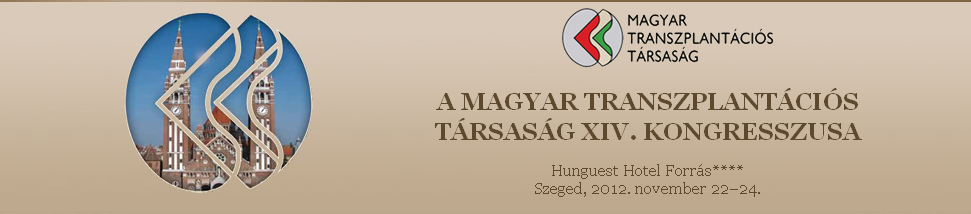 MAGYAR
TRANSZPLANTÁCIÓS
TÁRSASÁG
A MAGYAR TRANSZPLANTÁCIÓS
TÁRSASÁG XIV. KONGRESSZUSA
Hunguest Hotel Forrás****
Szeged, 2012. november 22–24.